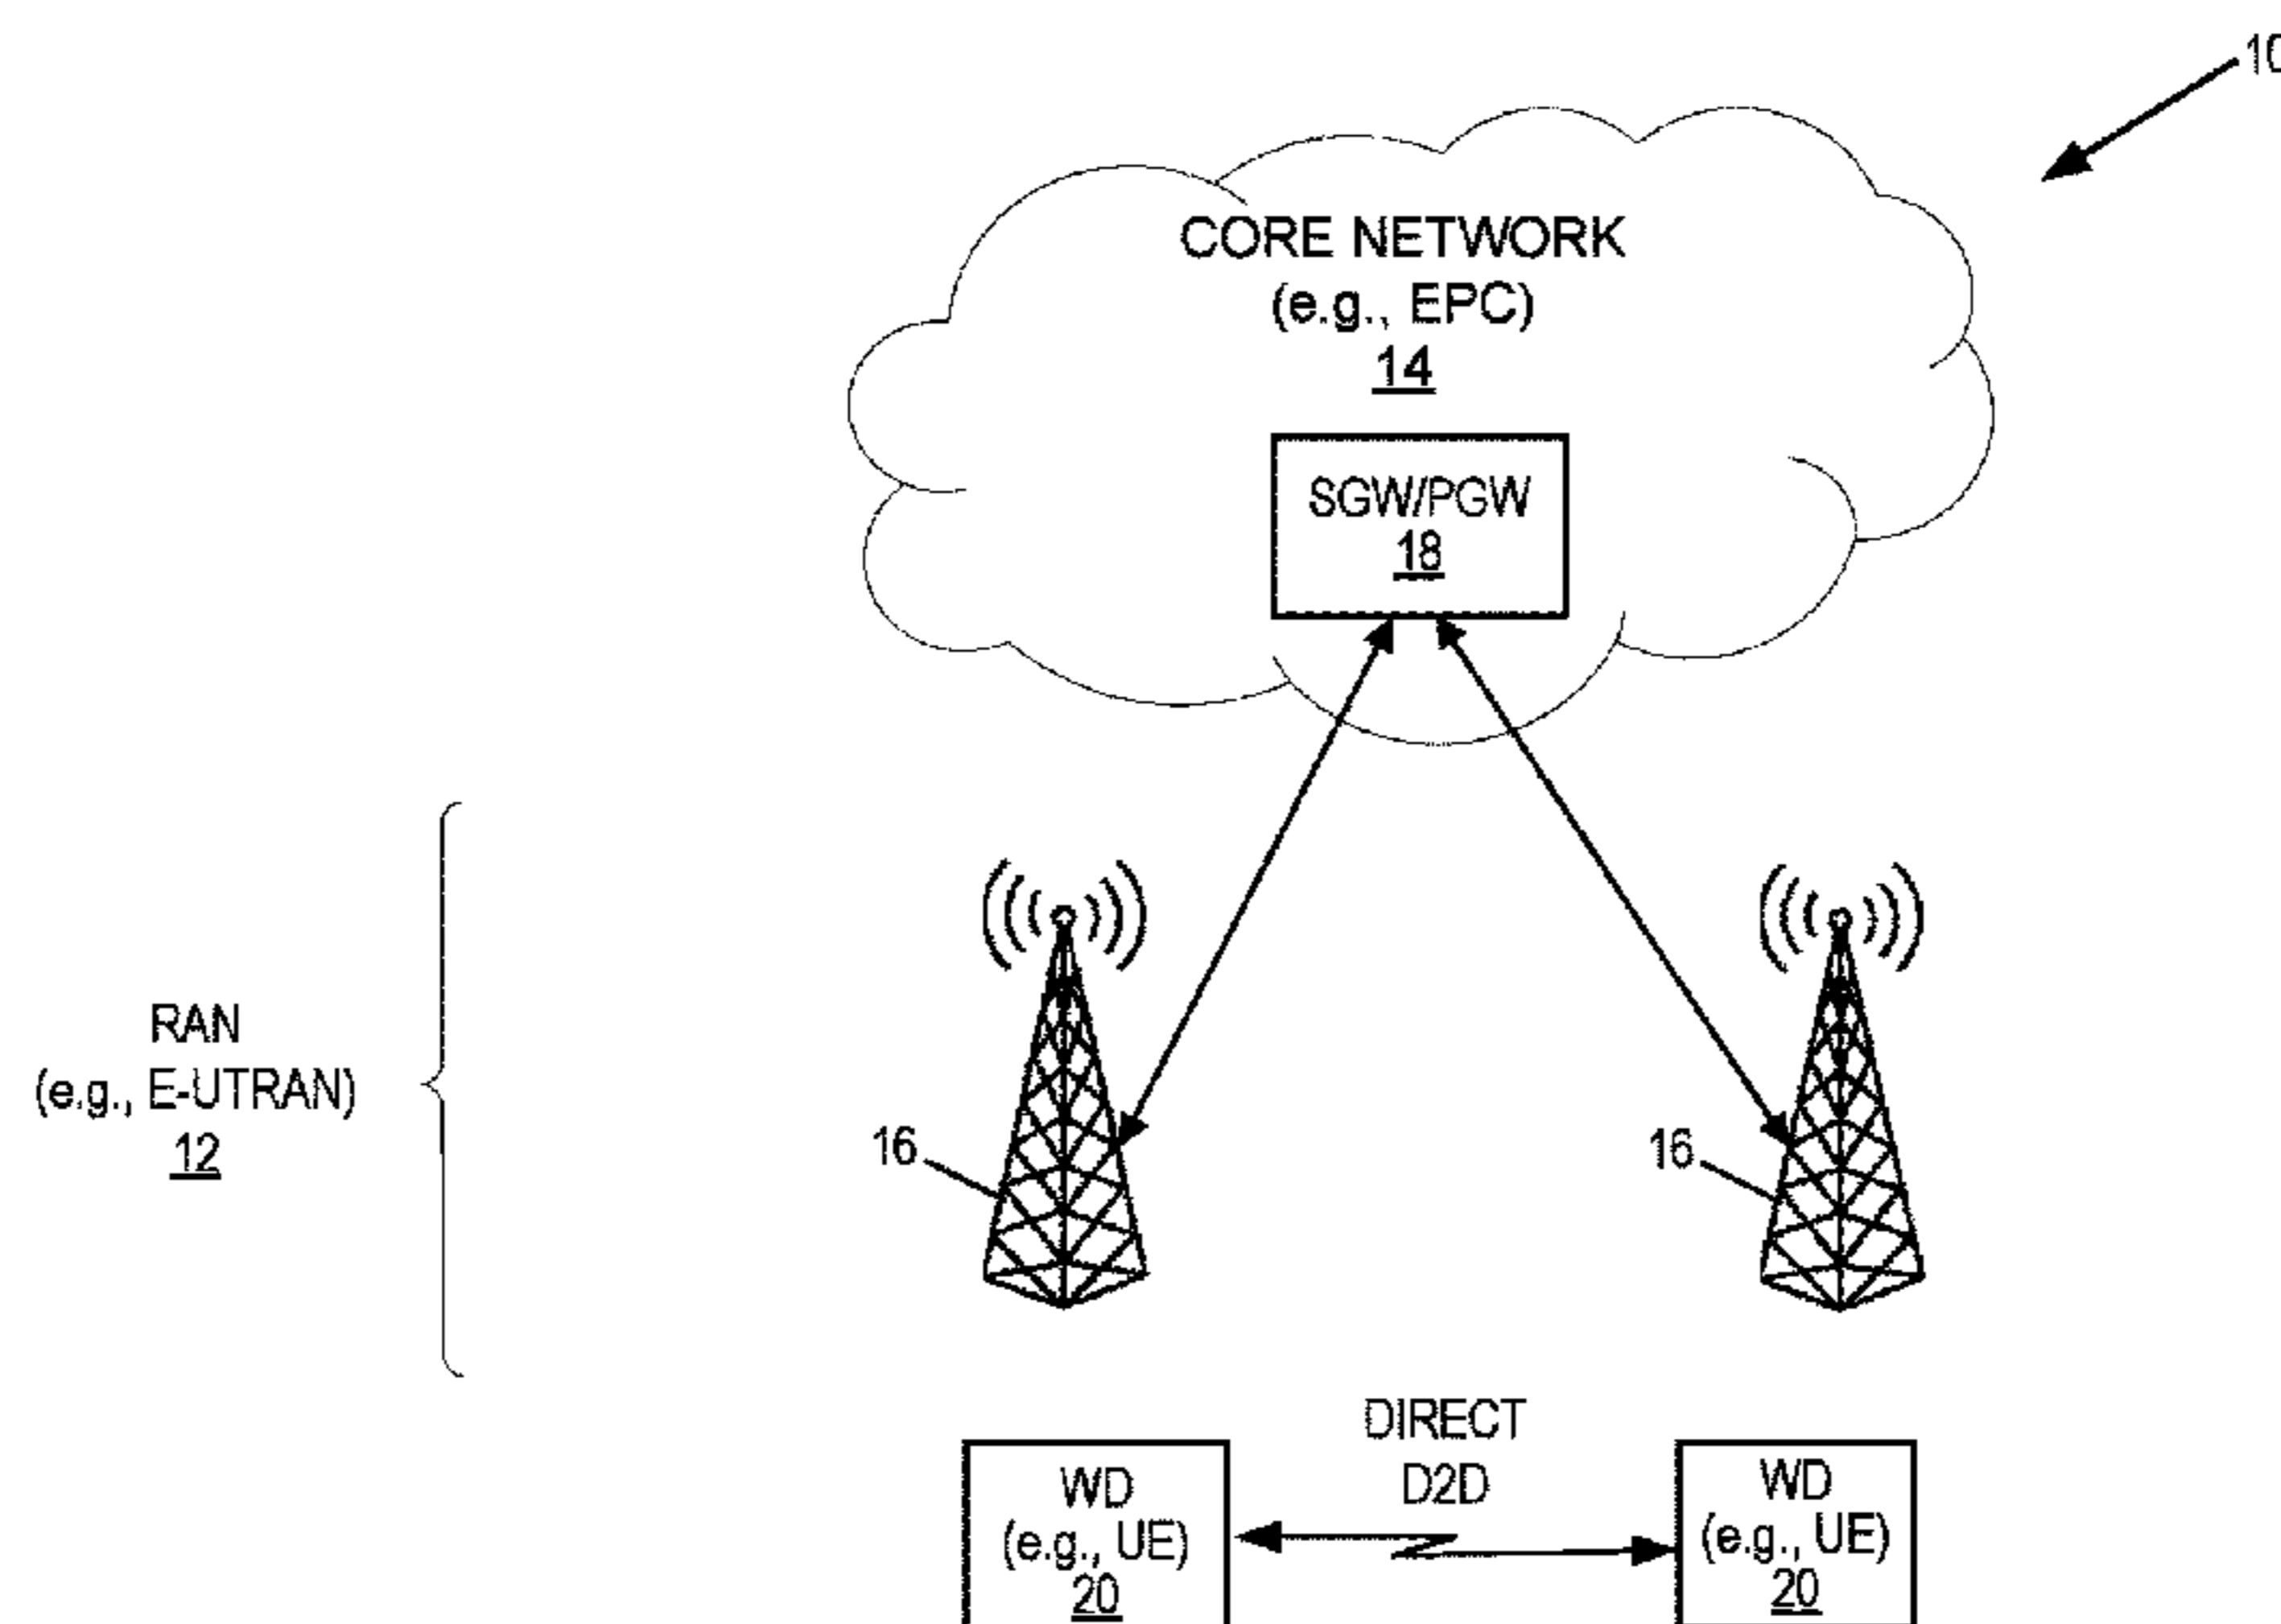 10
CORE NETWORK
(e.g., EPC)
14
SGW/PGW
18
RAN
(e.g., E-UTRAN)
12
16
16
DIRECT
D2D
WD
(e.g., UE)
20
WD
(e.g., UE)
20